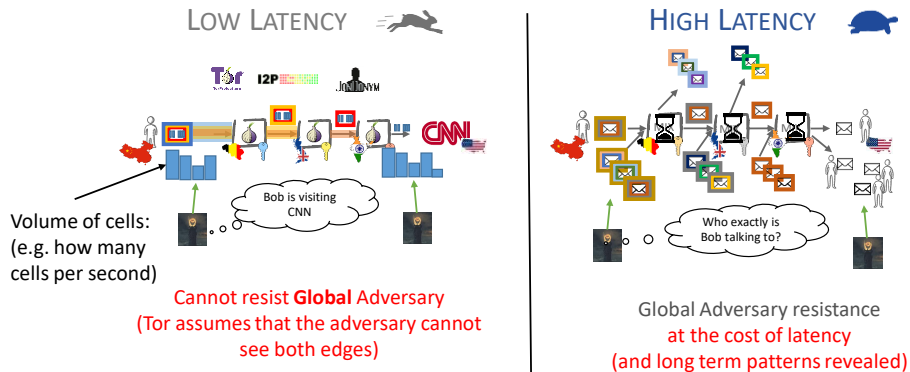 LOW LATENCY
Tor
I2P
JONDONYM
CNN
Bob is visiting
CNN
Volume of cells:
(e.g. how many
cells per second)
Cannot resist Global Adversary
(Tor assumes that the adversary cannot
see both edges)
HIGH LATENCY
Who exactly is
Bob talking to?
Global Adversary resistance
at the cost of latency
(and long term patterns revealed)